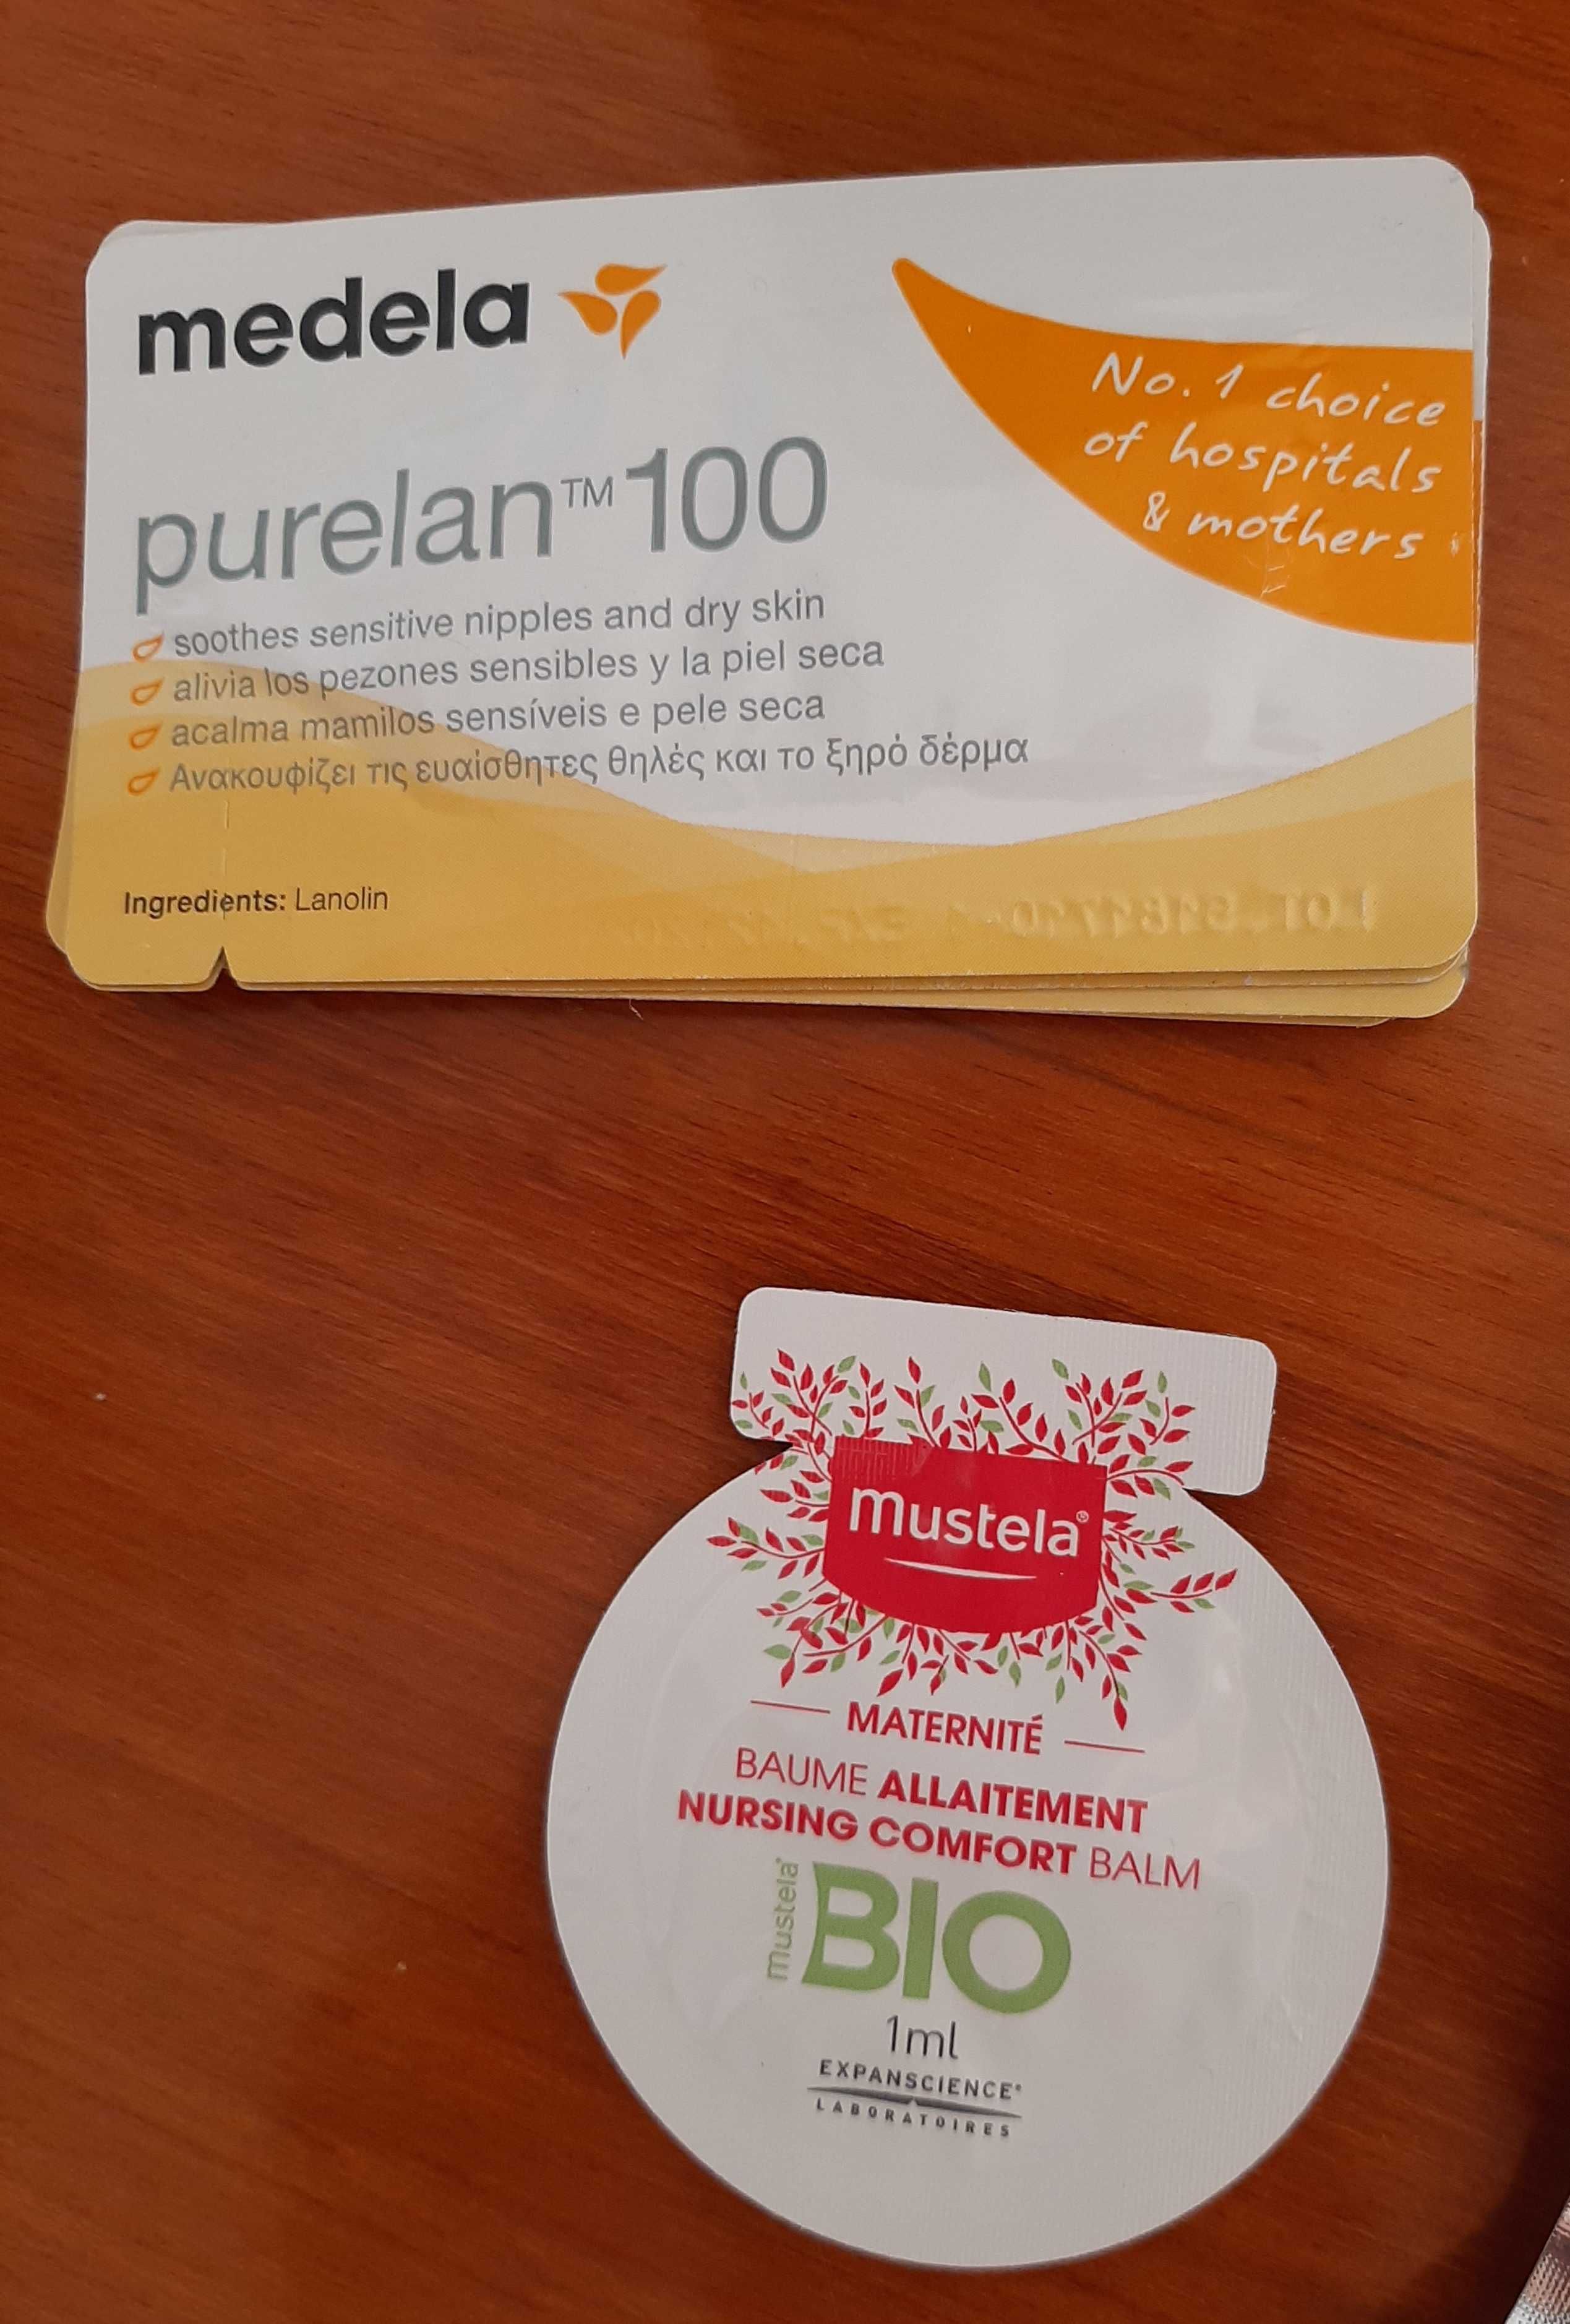 medela
purelan™100
No. 1 choice
of hospitals
& mothers
soothes sensitive nipples and dry skin
alivia los pezones sensibles y la piel seca
acalma mamilos sensíveis e pele seca
Ανακουφίζει τις ευαίσθητες θηλές και το ξηρό δέρμα
Ingredients: Lanolin
mustela®
MATERNITÉ
BAUME ALLAITEMENT
NURSING COMFORT BALM
mustela®
BIO
1ml
EXPANSCIENCE®
LABORATOIRES